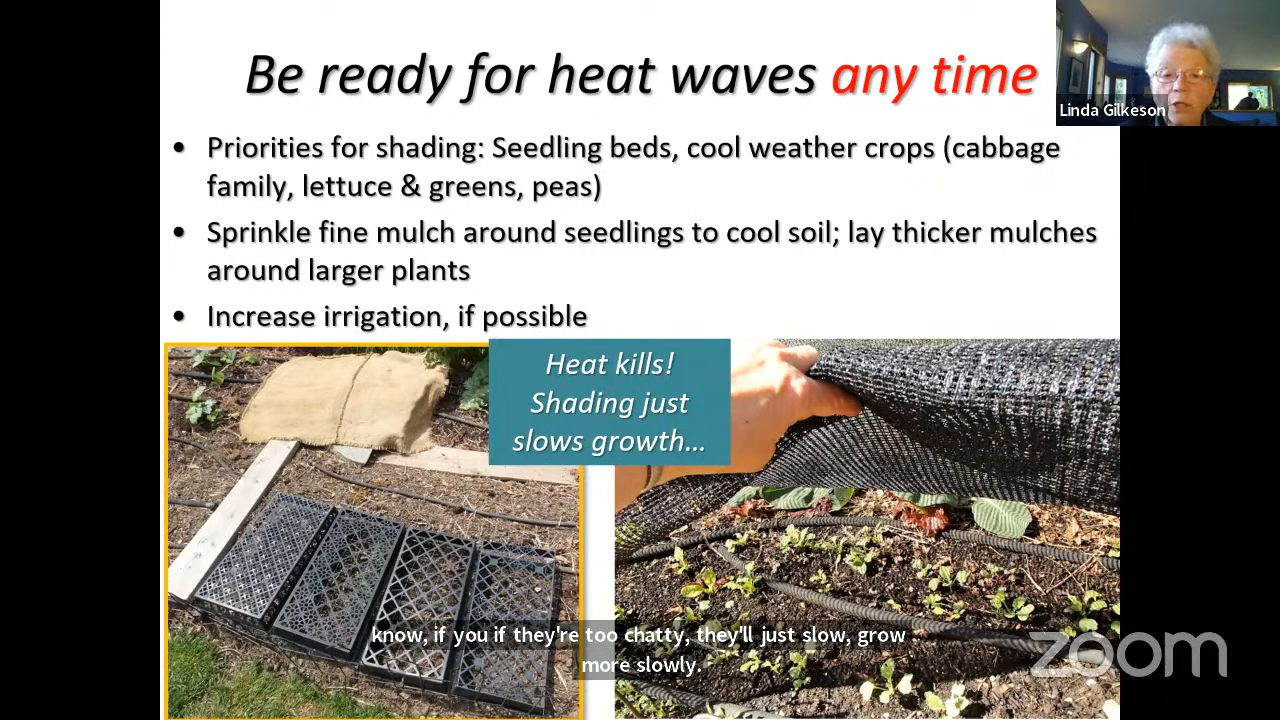 Be ready for heat waves any time
Linda Gilkeson
• Priorities for shading: Seedling beds, cool weather crops (cabbage
family, lettuce & greens, peas)
• Sprinkle fine mulch around seedlings to cool soil; lay thicker mulches
around larger plants
• Increase irrigation, if possible
Heat kills!
Shading just
slows growth...
know, if you if they're too chatty, they'll just slow, grow
more slowly.
zoom